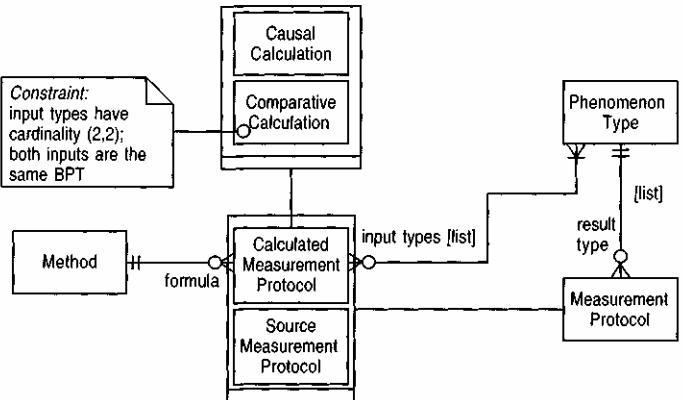 Causal
Calculation
Constraint:
input types have
cardinality (2,2);
both inputs are the
same BPT
Comparative
Calculation
Phenomenon
Type
[list]
result
type
input types [list]
Method
formula
Calculated
Measurement
Protocol
Measurement
Protocol
Source
Measurement
Protocol